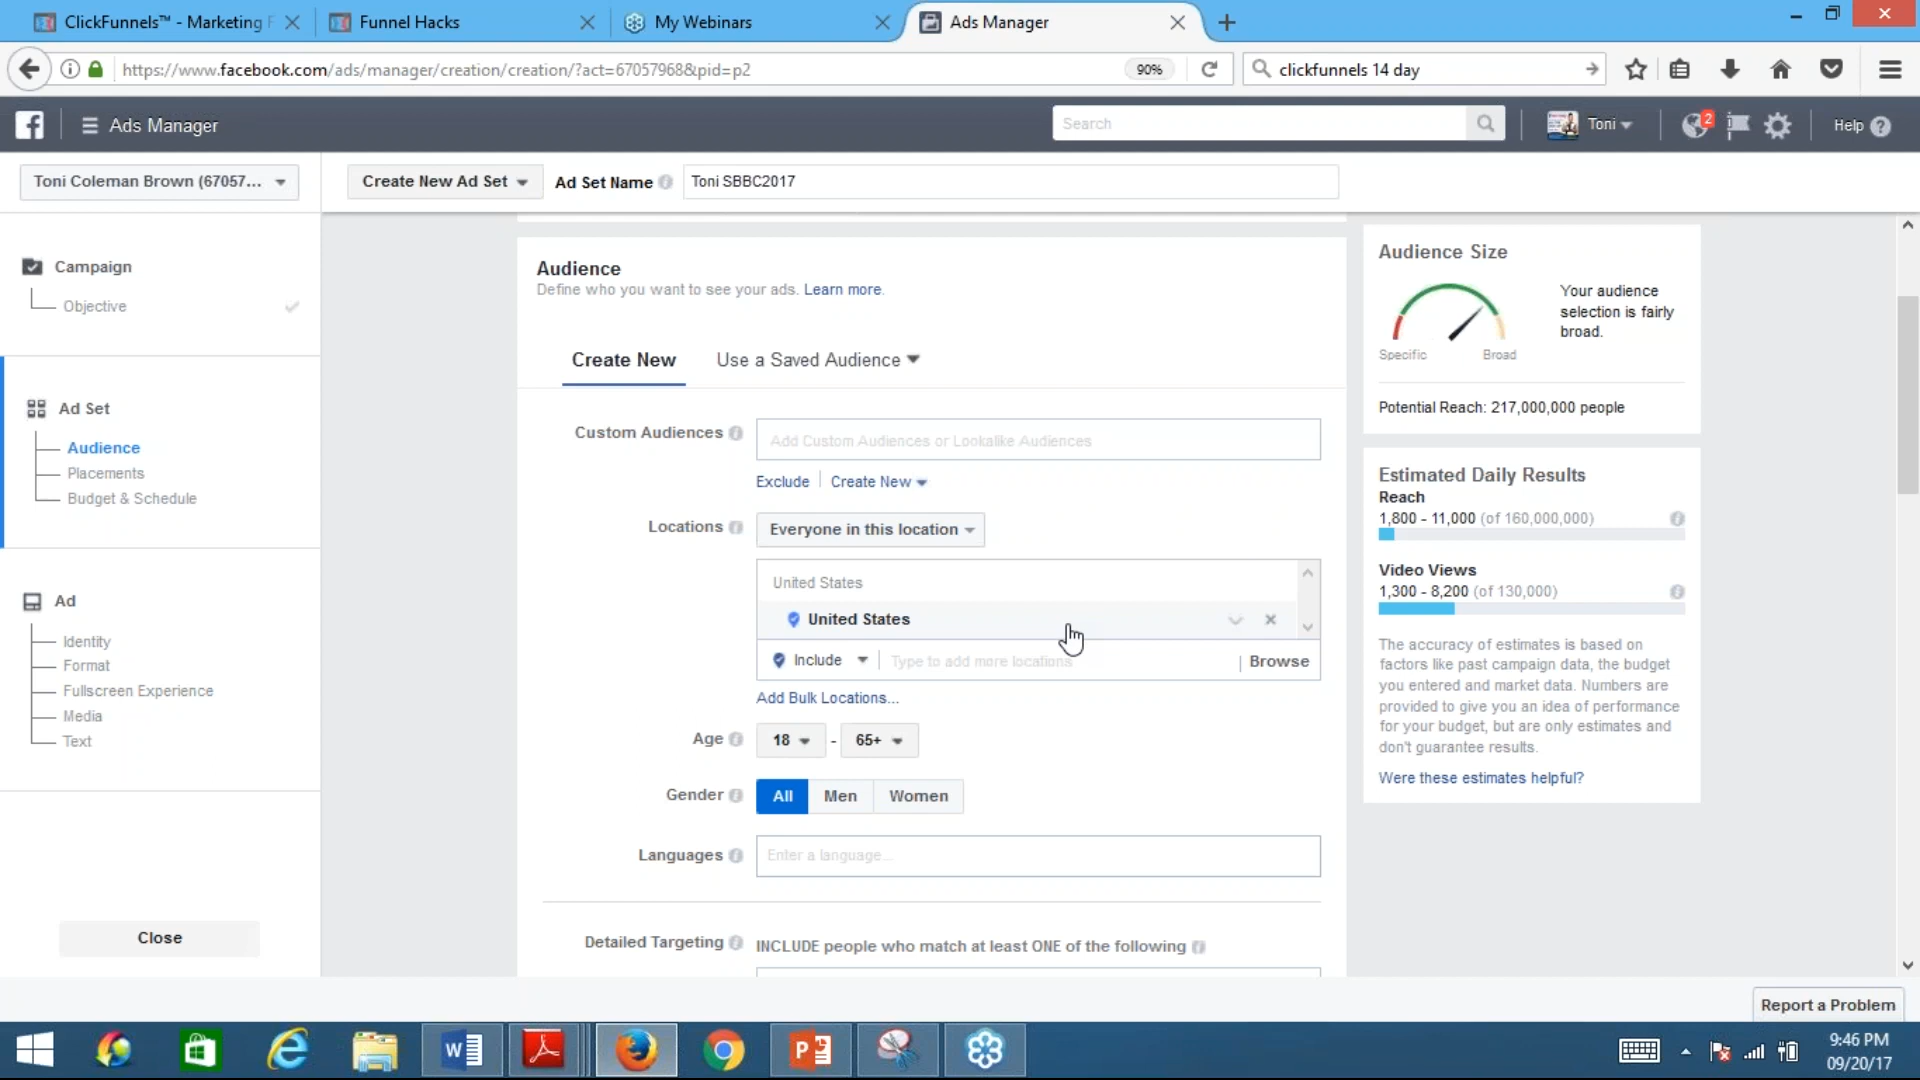 ClickFunnels™ - Marketing F
Funnel Hacks
My Webinars
Ads Manager
https://www.facebook.com/ads/manager/creation/creation/?act=67057968&pid=p2
90%
clickfunnels 14 day
Ads Manager
Search
Toni
2
Help
Toni Coleman Brown (67057...
Create New Ad Set
Ad Set Name
Toni SBBC2017
Campaign
Objective
Ad Set
Audience
Placements
Budget & Schedule
Ad
Identity
Format
Fullscreen Experience
Media
Text
Close
Audience
Define who you want to see your ads. Learn more.
Create New
Use a Saved Audience
Custom Audiences
Add Custom Audiences or Lookalike Audiences
Exclude
Create New
Locations
Everyone in this location
United States
United States
Include
Type to add more locations
Browse
Add Bulk Locations...
Age
18
-
65+
Gender
All
Men
Women
Languages
Enter a language...
Detailed Targeting
INCLUDE people who match at least ONE of the following
Audience Size
Specific
Broad
Your audience
selection is fairly
broad.
Potential Reach: 217,000,000 people
Estimated Daily Results
Reach
1,800 - 11,000 (of 160,000,000)
Video Views
1,300 - 8,200 (of 130,000)
The accuracy of estimates is based on
factors like past campaign data, the budget
you entered and market data. Numbers are
provided to give you an idea of performance
for your budget, but are only estimates and
don't guarantee results.
Were these estimates helpful?
Report a Problem
9:46 PM
09/20/17